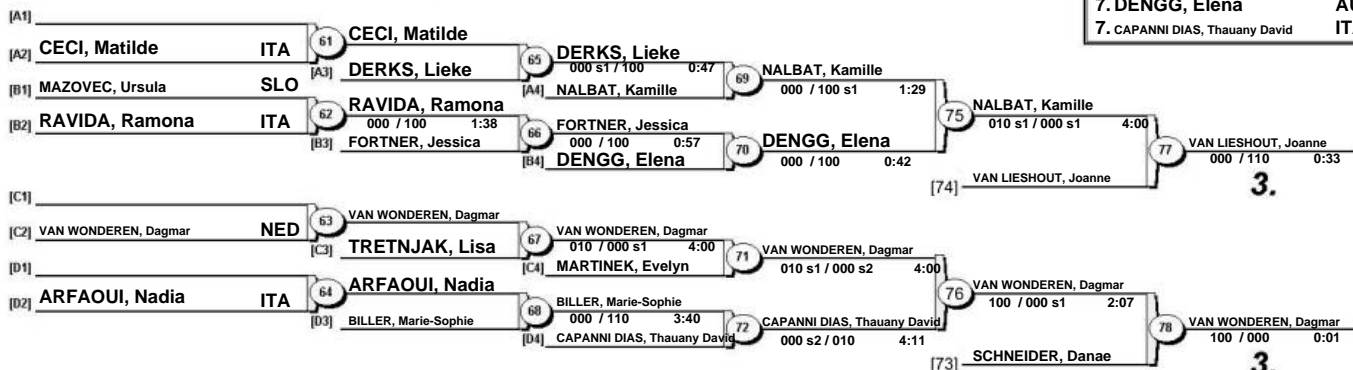 7. DENGG, Elena AU
7. CAPANNI DIAS, Thauany David IT
[A1]
[A2] CECI, Matilde ITA
61 CECI, Matilde
[A3] DERKS, Lieke
65 DERKS, Lieke
000 s1 / 100 0:47
[A4] NALBAT, Kamille
69 NALBAT, Kamille
000 / 100 s1 1:29
[B1] MAZOVEC, Ursula SLO
[B2] RAVIDA, Ramona ITA
62 RAVIDA, Ramona
000 / 100 1:38
[B3] FORTNER, Jessica
66 FORTNER, Jessica
000 / 100 0:57
[B4] DENGG, Elena
70 DENGG, Elena
000 / 100 0:42
75 NALBAT, Kamille
010 s1 / 000 s1 4:00
[74] VAN LIESHOUT, Joanne
77 VAN LIESHOUT, Joanne
000 / 110 0:33
3.
[C1]
[C2] VAN WONDEREN, Dagmar NED
63 VAN WONDEREN, Dagmar
[C3] TRETNJAK, Lisa
67 VAN WONDEREN, Dagmar
010 / 000 s1 4:00
[C4] MARTINEK, Evelyn
71 VAN WONDEREN, Dagmar
010 s1 / 000 s2 4:00
[D1]
[D2] ARFAOUI, Nadia ITA
64 ARFAOUI, Nadia
[D3] BILLER, Marie-Sophie
68 BILLER, Marie-Sophie
000 / 110 3:40
[D4] CAPANNI DIAS, Thauany David
72 CAPANNI DIAS, Thauany David
000 s2 / 010 4:11
76 VAN WONDEREN, Dagmar
100 / 000 s1 2:07
[73] SCHNEIDER, Danae
78 VAN WONDEREN, Dagmar
100 / 000 0:01
3.